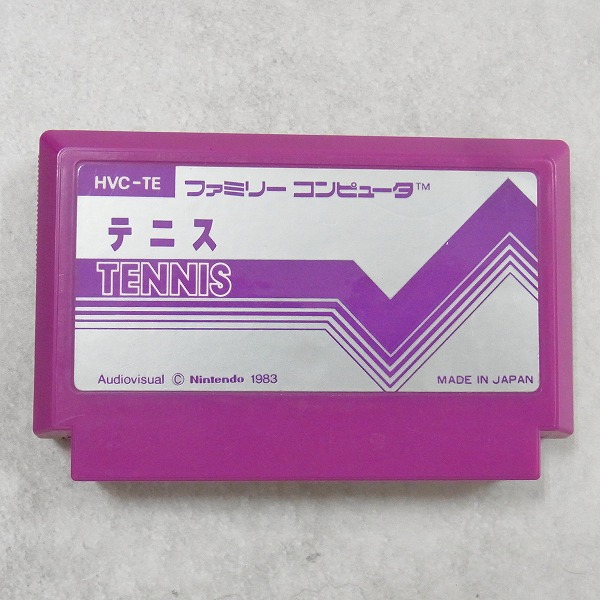 HVC-TE
ファミリー コンピュータ™
テニス
TENNIS
Audiovisual © Nintendo 1983
MADE IN JAPAN